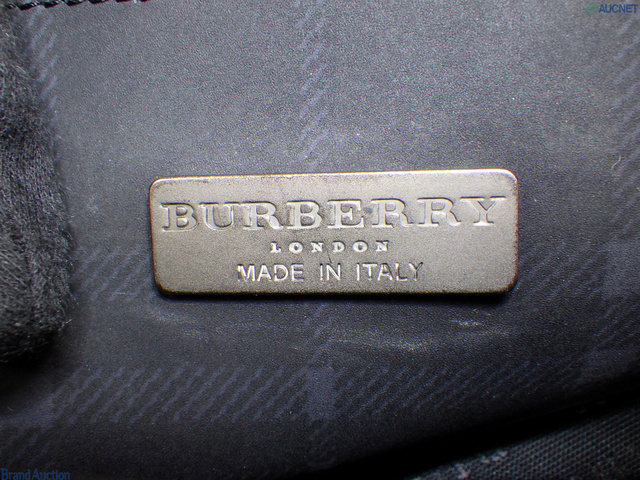 AUCNET
BURBERRY
LONDON
MADE IN ITALY
Brand Auction